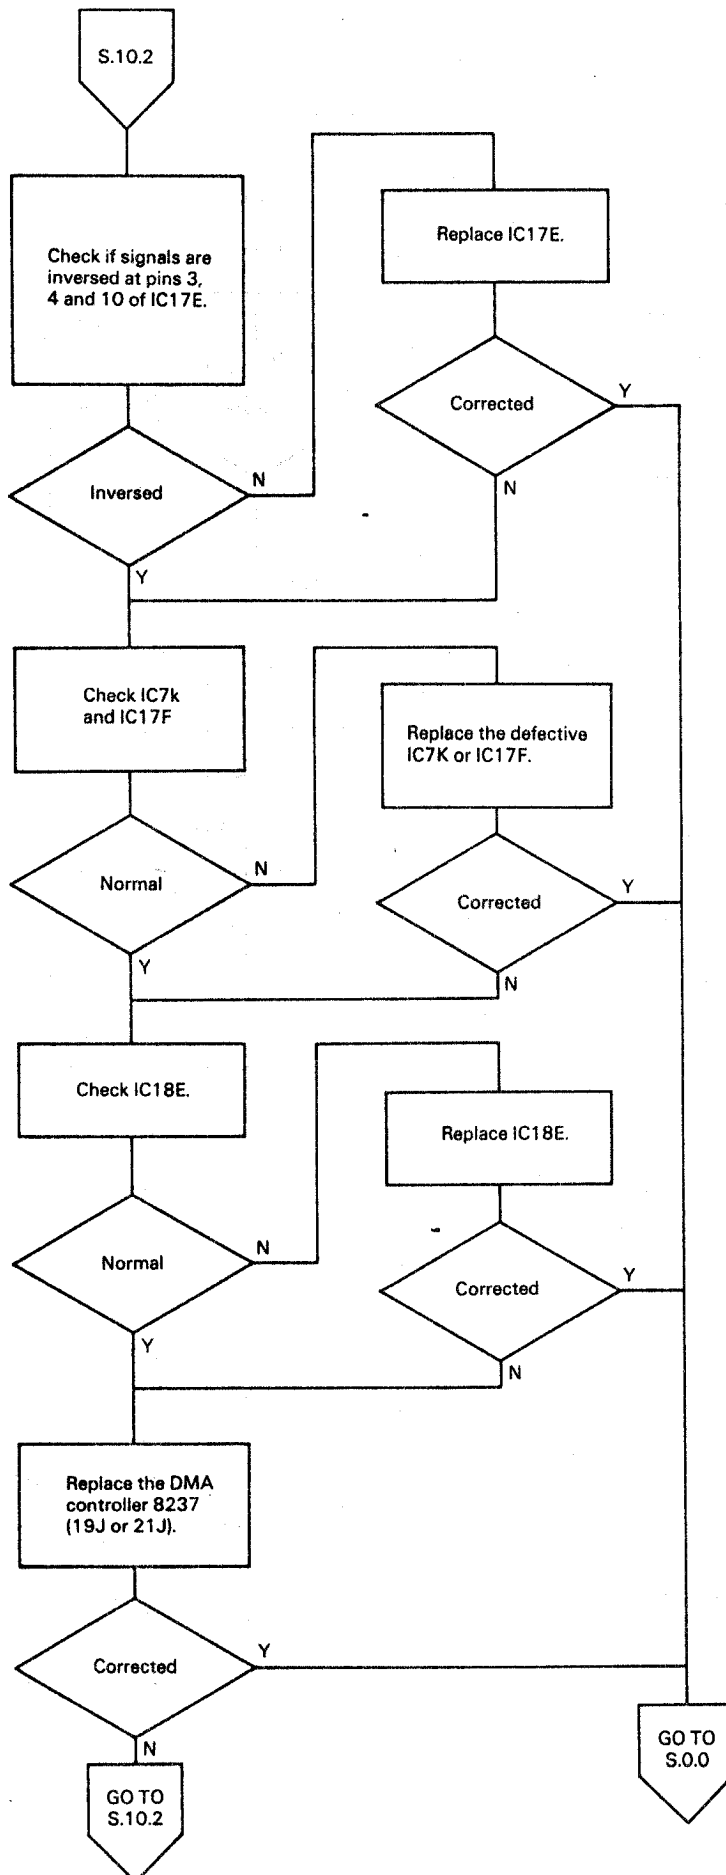 S.10.2
Check if signals are
inversed at pins 3,
4 and 10 of IC17E.
Inversed
N
Y
Replace IC17E.
Corrected
Y
N
Check IC7k
and IC17F
Normal
N
Y
Replace the defective
IC7K or IC17F.
Corrected
Y
N
Check IC18E.
Normal
N
Y
Replace IC18E.
Corrected
Y
N
Replace the DMA
controller 8237
(19J or 21J).
Corrected
Y
N
GO TO
S.10.2
GO TO
S.0.0